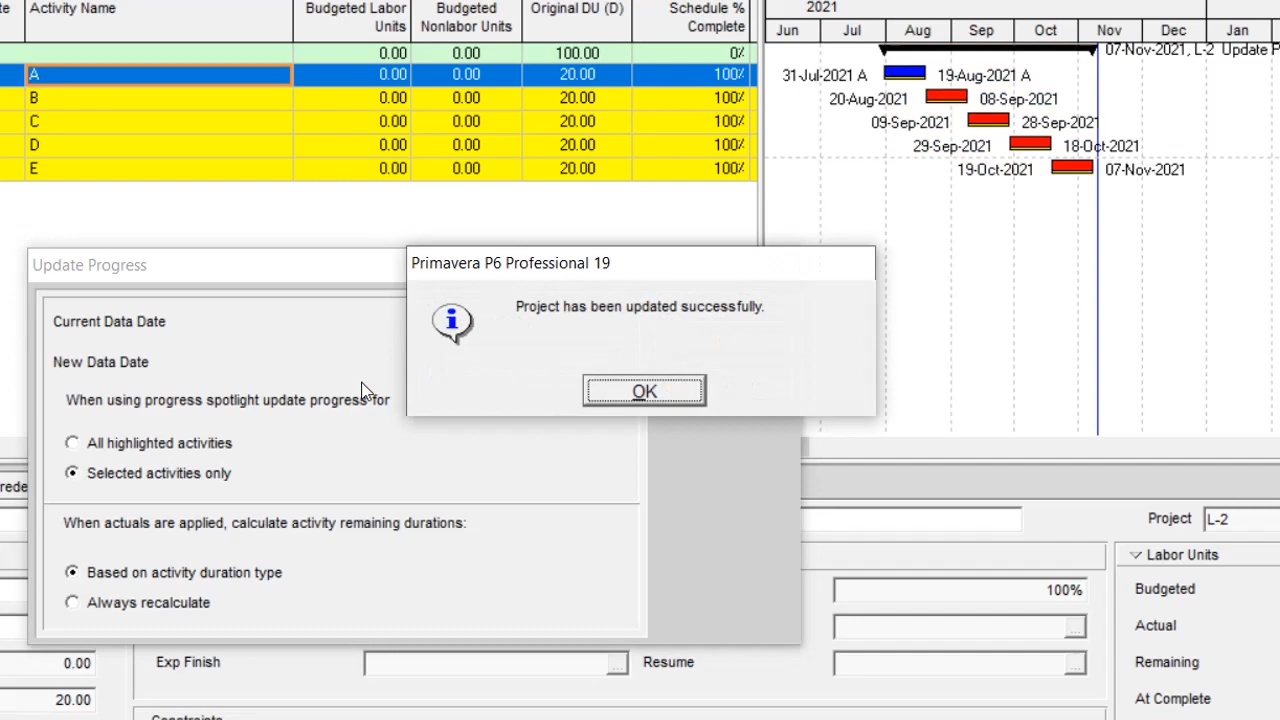 te Activity Name Budgeted Labor Units Budgeted Nonlabor Units Original DU (D) Schedule % Complete
2021
Jun Jul Aug Sep Oct Nov Dec Jan
0.00 0.00 100.00 0% 07-Nov-2021, L-2 Update P
A 0.00 0.00 20.00 100% 31-Jul-2021 A 19-Aug-2021 A
B 0.00 0.00 20.00 100% 20-Aug-2021 08-Sep-2021
C 0.00 0.00 20.00 100% 09-Sep-2021 28-Sep-2021
D 0.00 0.00 20.00 100% 29-Sep-2021 18-Oct-2021
E 0.00 0.00 20.00 100% 19-Oct-2021 07-Nov-2021
Update Progress
Primavera P6 Professional 19
Project has been updated successfully.
OK
Current Data Date
New Data Date
When using progress spotlight update progress for
All highlighted activities
Selected activities only
When actuals are applied, calculate activity remaining durations:
Based on activity duration type
Always recalculate
rede
Project L-2
Labor Units
100% Budgeted
Actual
0.00 Exp Finish Resume Remaining
20.00 At Complete
Constraints